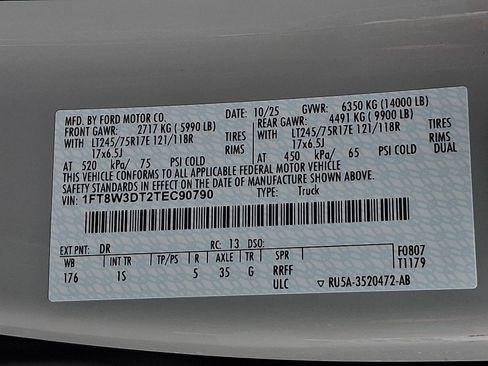 MFD. BY FORD MOTOR CO.
DATE: 10/25 GVWR: 6350 KG (14000 LB)
FRONT GAWR: 2717 KG (5990 LB) REAR GAWR: 4491 KG (9900 LB)
WITH LT245/75R17E 121/118R TIRES WITH LT245/75R17E 121/118R TIRES
17x6.5J RIMS 17x6.5J RIMS DUAL
AT 520 kPa/ 75 PSI COLD AT 450 kPa/ 65 PSI COLD
THIS VEHICLE CONFORMS TO ALL APPLICABLE FEDERAL MOTOR VEHICLE
SAFETY STANDARDS IN EFFECT ON THE DATE OF MANUFACTURE SHOWN ABOVE.
VIN: 1FT8W3DT2TEC90790 TYPE: Truck
EXT PNT: DR RC: 13 DSO:
WB INT TR TP/PS R AXLE TR SPR F0807
176 1S 5 35 G RRFF T1179
ULC ▽ RU5A-3520472-AB